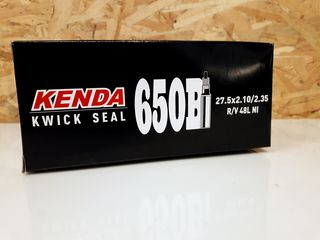 KENDA
KWICK SEAL
650B
27.5x2.10/2.35
R/V 48L NI